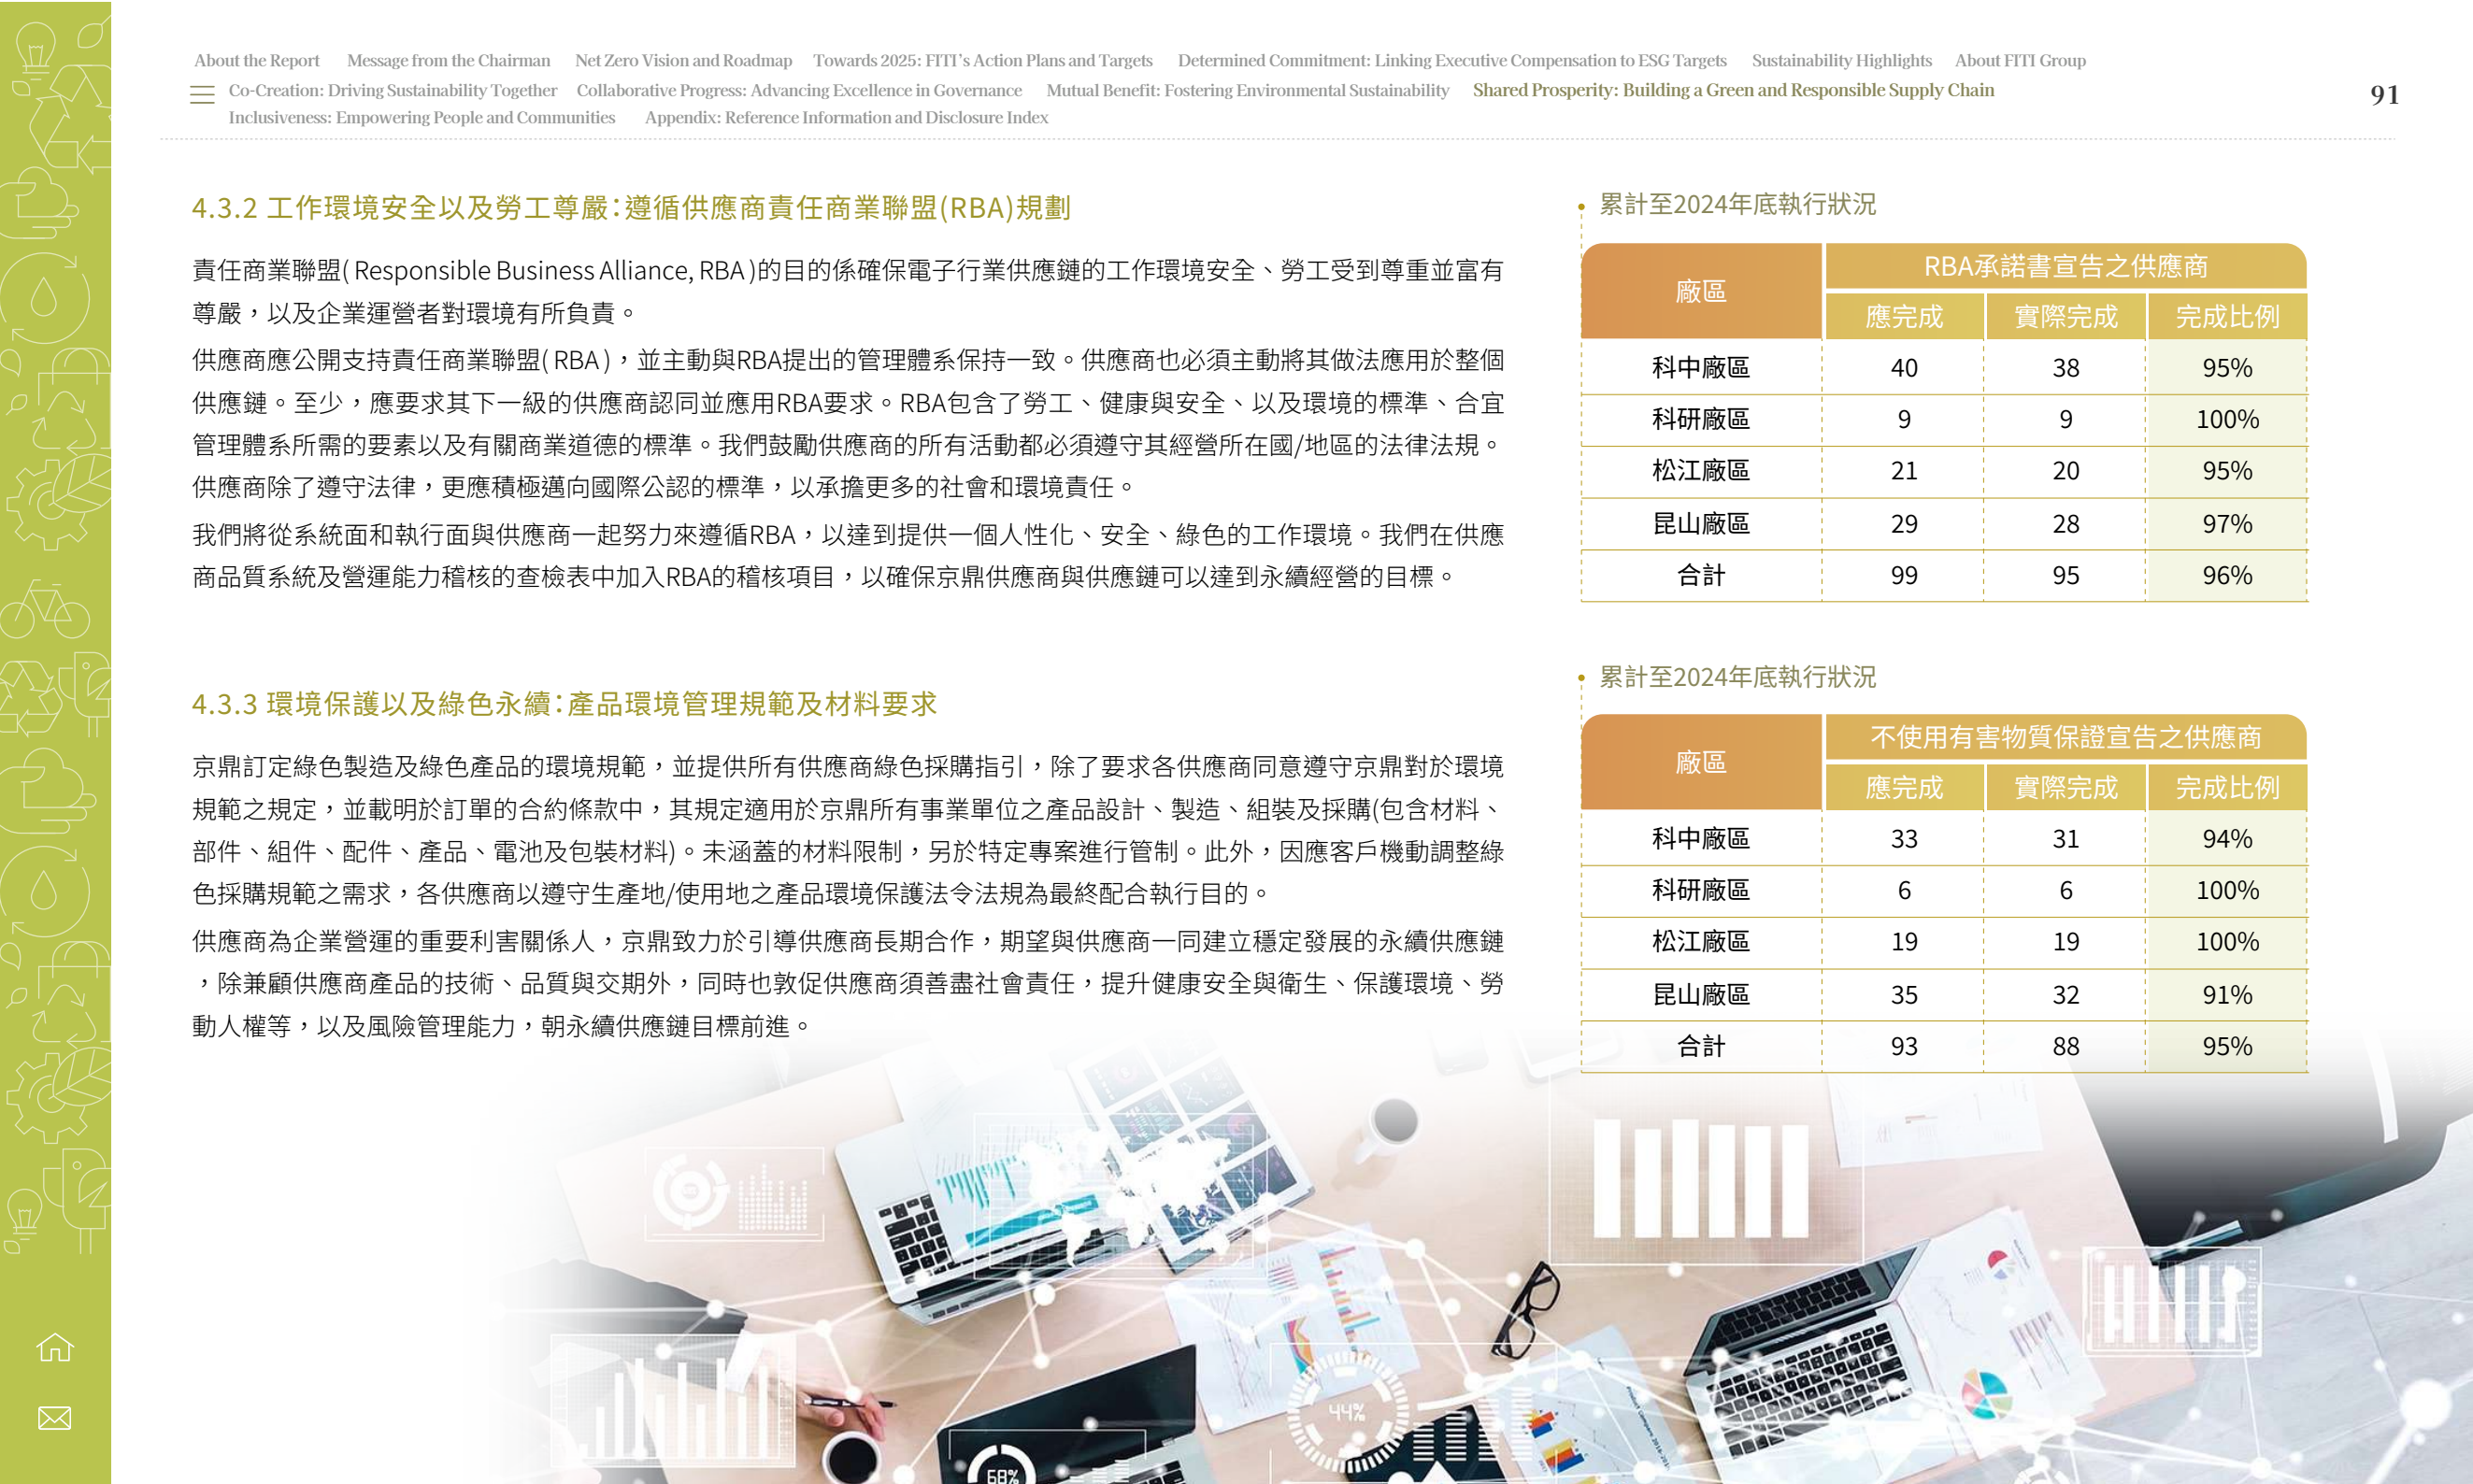 About the Report Message from the Chairman Net Zero Vision and Roadmap Towards 2025: FITI's Action Plans and Targets Determined Commitment: Linking Executive Compensation to ESG Targets Sustainability Highlights About FITI Group
Co-Creation: Driving Sustainability Together Collaborative Progress: Advancing Excellence in Governance Mutual Benefit: Fostering Environmental Sustainability Shared Prosperity: Building a Green and Responsible Supply Chain
Inclusiveness: Empowering People and Communities Appendix: Reference Information and Disclosure Index
91
4.3.2 工作環境安全以及勞工尊嚴：遵循供應商責任商業聯盟(RBA)規劃
責任商業聯盟( Responsible Business Alliance, RBA )的目的係確保電子行業供應鏈的工作環境安全、勞工受到尊重並富有
尊嚴，以及企業運營者對環境有所負責。
供應商應公開支持責任商業聯盟( RBA )，並主動與RBA提出的管理體系保持一致。供應商也必須主動將其做法應用於整個
供應鏈。至少，應要求其下一級的供應商認同並應用RBA要求。RBA包含了勞工、健康與安全、以及環境的標準、合宜
管理體系所需的要素以及有關商業道德的標準。我們鼓勵供應商的所有活動都必須遵守其經營所在國/地區的法律法規。
供應商除了遵守法律，更應積極邁向國際公認的標準，以承擔更多的社會和環境責任。
我們將從系統面和執行面與供應商一起努力來遵循RBA，以達到提供一個人性化、安全、綠色的工作環境。我們在供應
商品質系統及營運能力稽核的查檢表中加入RBA的稽核項目，以確保京鼎供應商與供應鏈可以達到永續經營的目標。
4.3.3 環境保護以及綠色永續：產品環境管理規範及材料要求
京鼎訂定綠色製造及綠色產品的環境規範，並提供所有供應商綠色採購指引，除了要求各供應商同意遵守京鼎對於環境
規範之規定，並載明於訂單的合約條款中，其規定適用於京鼎所有事業單位之產品設計、製造、組裝及採購(包含材料、
部件、組件、配件、產品、電池及包裝材料)。未涵蓋的材料限制，另於特定專案進行管制。此外，因應客戶機動調整綠
色採購規範之需求，各供應商以遵守生產地/使用地之產品環境保護法令法規為最終配合執行目的。
供應商為企業營運的重要利害關係人，京鼎致力於引導供應商長期合作，期望與供應商一同建立穩定發展的永續供應鏈
，除兼顧供應商產品的技術、品質與交期外，同時也敦促供應商須善盡社會責任，提升健康安全與衛生、保護環境、勞
動人權等，以及風險管理能力，朝永續供應鏈目標前進。
累計至2024年底執行狀況
廠區 RBA承諾書宣告之供應商
應完成 實際完成 完成比例
科中廠區 40 38 95%
科研廠區 9 9 100%
松江廠區 21 20 95%
昆山廠區 29 28 97%
合計 99 95 96%
累計至2024年底執行狀況
廠區 不使用有害物質保證宣告之供應商
應完成 實際完成 完成比例
科中廠區 33 31 94%
科研廠區 6 6 100%
松江廠區 19 19 100%
昆山廠區 35 32 91%
合計 93 88 95%
44%
68%